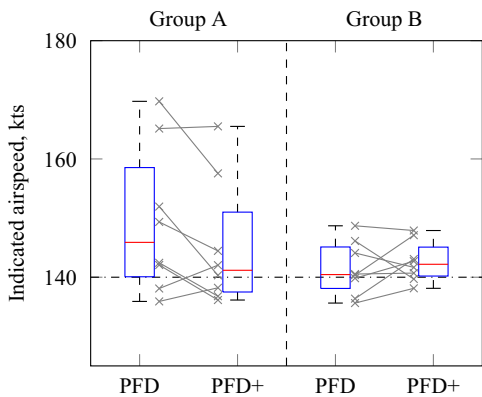 Group A Group B
180
160
140
Indicated airspeed, kts
PFD PFD+ PFD PFD+